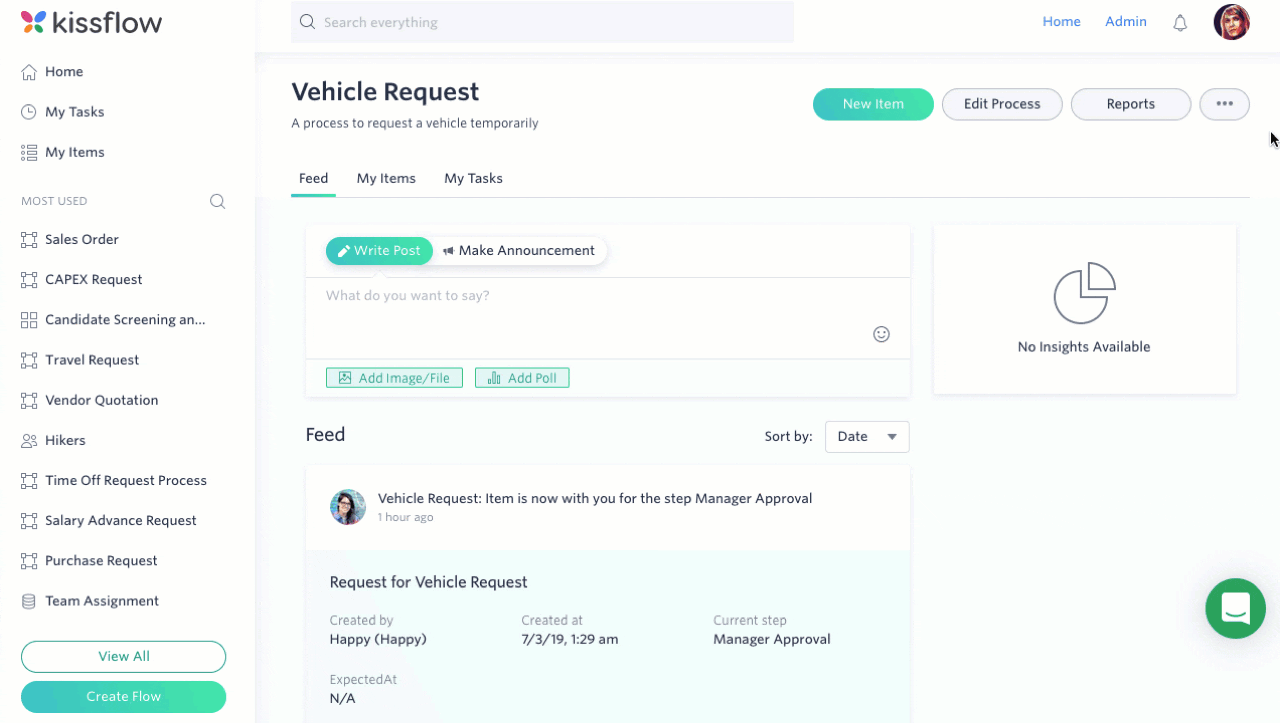 kissflow
Search everything
Home
Admin
Home
My Tasks
My Items
MOST USED
Sales Order
CAPEX Request
Candidate Screening an...
Travel Request
Vendor Quotation
Hikers
Time Off Request Process
Salary Advance Request
Purchase Request
Team Assignment
View All
Create Flow
Vehicle Request
A process to request a vehicle temporarily
New Item
Edit Process
Reports
Feed
My Items
My Tasks
Write Post
Make Announcement
What do you want to say?
Add Image/File
Add Poll
No Insights Available
Feed
Sort by:
Date
Vehicle Request: Item is now with you for the step Manager Approval
1 hour ago
Request for Vehicle Request
Created by
Happy (Happy)
Created at
7/3/19, 1:29 am
Current step
Manager Approval
ExpectedAt
N/A